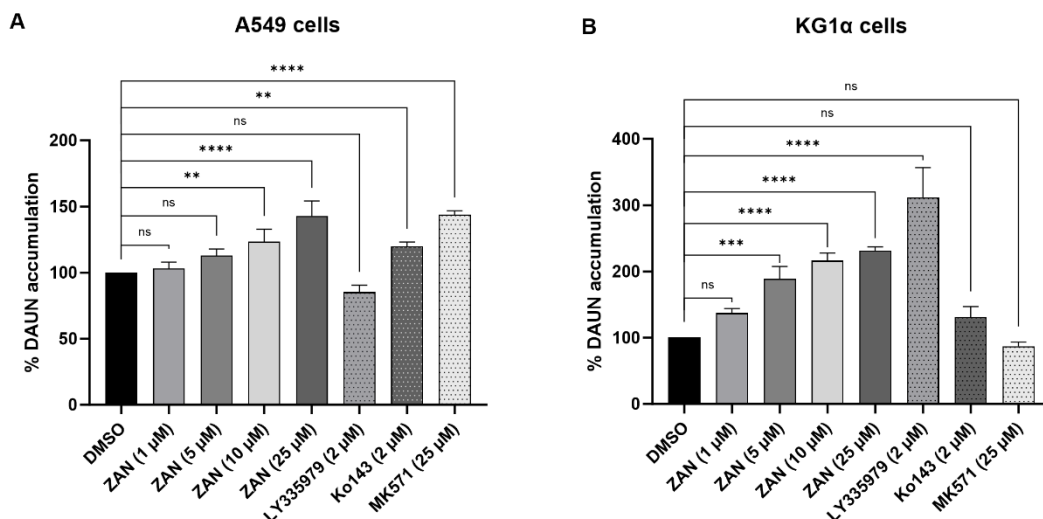 A
A549 cells
****
**
ns
****
**
ns
ns
% DAUN accumulation
200
150
100
50
0
DMSO
ZAN (1 µM)
ZAN (5 µM)
ZAN (10 µM)
ZAN (25 µM)
LY335979 (2 µM)
Ko143 (2 µM)
MK571 (25 µM)
B
KG1α cells
ns
ns
****
****
****
***
ns
% DAUN accumulation
400
300
200
100
0
DMSO
ZAN (1 µM)
ZAN (5 µM)
ZAN (10 µM)
ZAN (25 µM)
LY335979 (2 µM)
Ko143 (2 µM)
MK571 (25 µM)